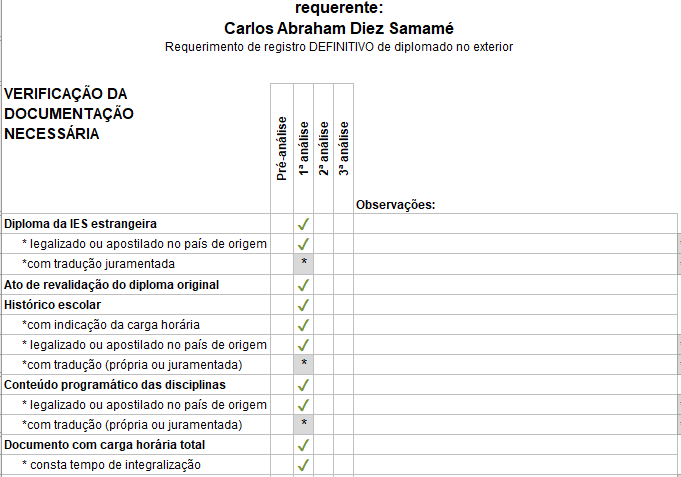 requerente:
Carlos Abraham Diez Samamé
Requerimento de registro DEFINITIVO de diplomado no exterior
VERIFICAÇÃO DA
DOCUMENTAÇÃO
NECESSÁRIA
Pré-análise
1ª análise
2ª análise
3ª análise
Observações:
Diploma da IES estrangeira ✓
* legalizado ou apostilado no país de origem ✓
*com tradução juramentada *
Ato de revalidação do diploma original ✓
Histórico escolar ✓
*com indicação da carga horária ✓
* legalizado ou apostilado no país de origem ✓
*com tradução (própria ou juramentada) *
Conteúdo programático das disciplinas ✓
* legalizado ou apostilado no país de origem ✓
*com tradução (própria ou juramentada) *
Documento com carga horária total ✓
* consta tempo de integralização ✓